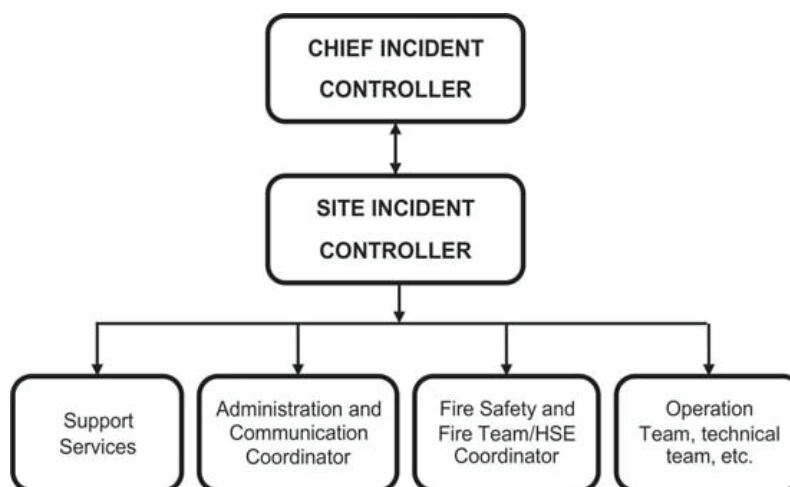 CHIEF INCIDENT
CONTROLLER
SITE INCIDENT
CONTROLLER
Support
Services
Administration and
Communication
Coordinator
Fire Safety and
Fire Team/HSE
Coordinator
Operation
Team, technical
team, etc.